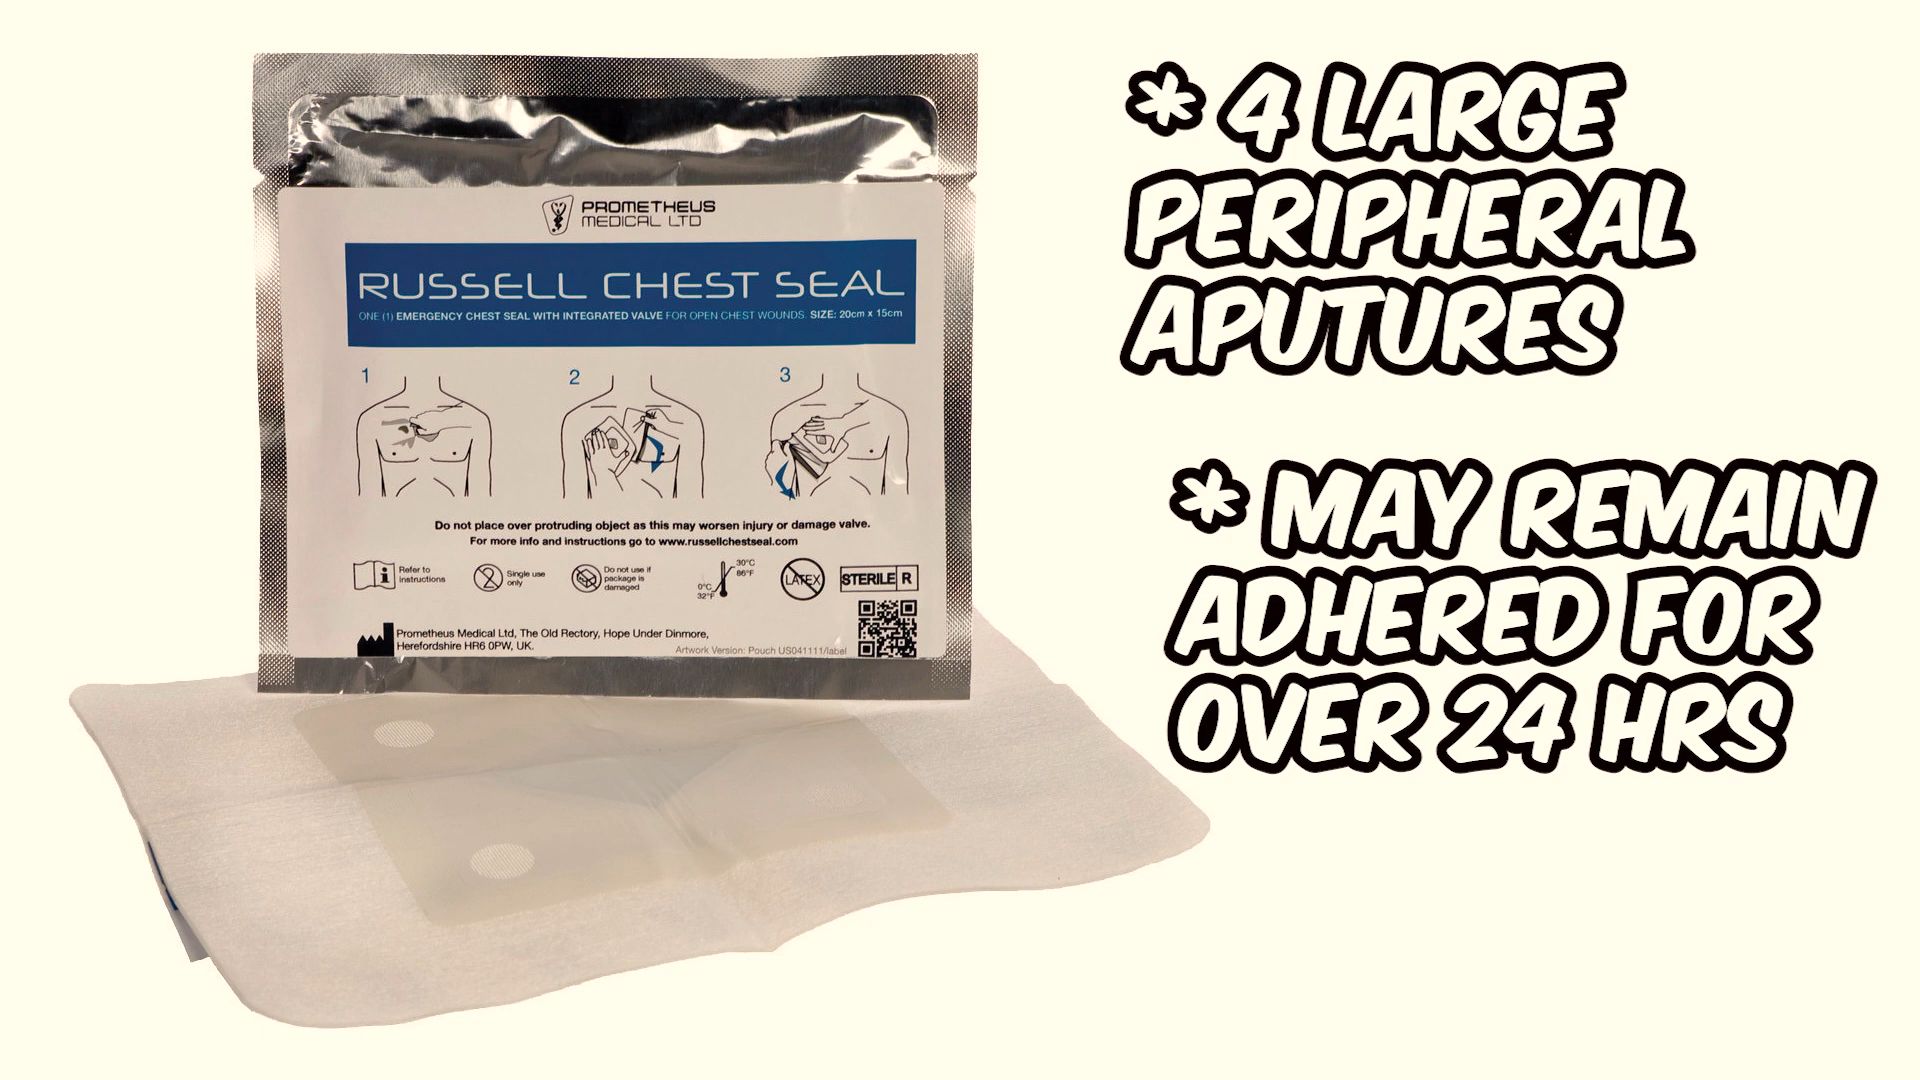 PROMETHEUS
MEDICAL LTD
RUSSELL CHEST SEAL
ONE (1) EMERGENCY CHEST SEAL WITH INTEGRATED VALVE FOR OPEN CHEST WOUNDS. SIZE: 20cm x 15cm
1 2 3
Do not place over protruding object as this may worsen injury or damage valve.
For more info and instructions go to www.russellchestseal.com
Refer to
instructions
2
Single use
only
Do not use if
package is
damaged
30°C
86°F
0°C
32°F
LATEX
STERILE R
Prometheus Medical Ltd, The Old Rectory, Hope Under Dinmore,
Herefordshire HR6 0PW, UK.
Artwork Version: Pouch US041111/label
* 4 LARGE
PERIPHERAL
APUTURES
* MAY REMAIN
ADHERED FOR
OVER 24 HRS